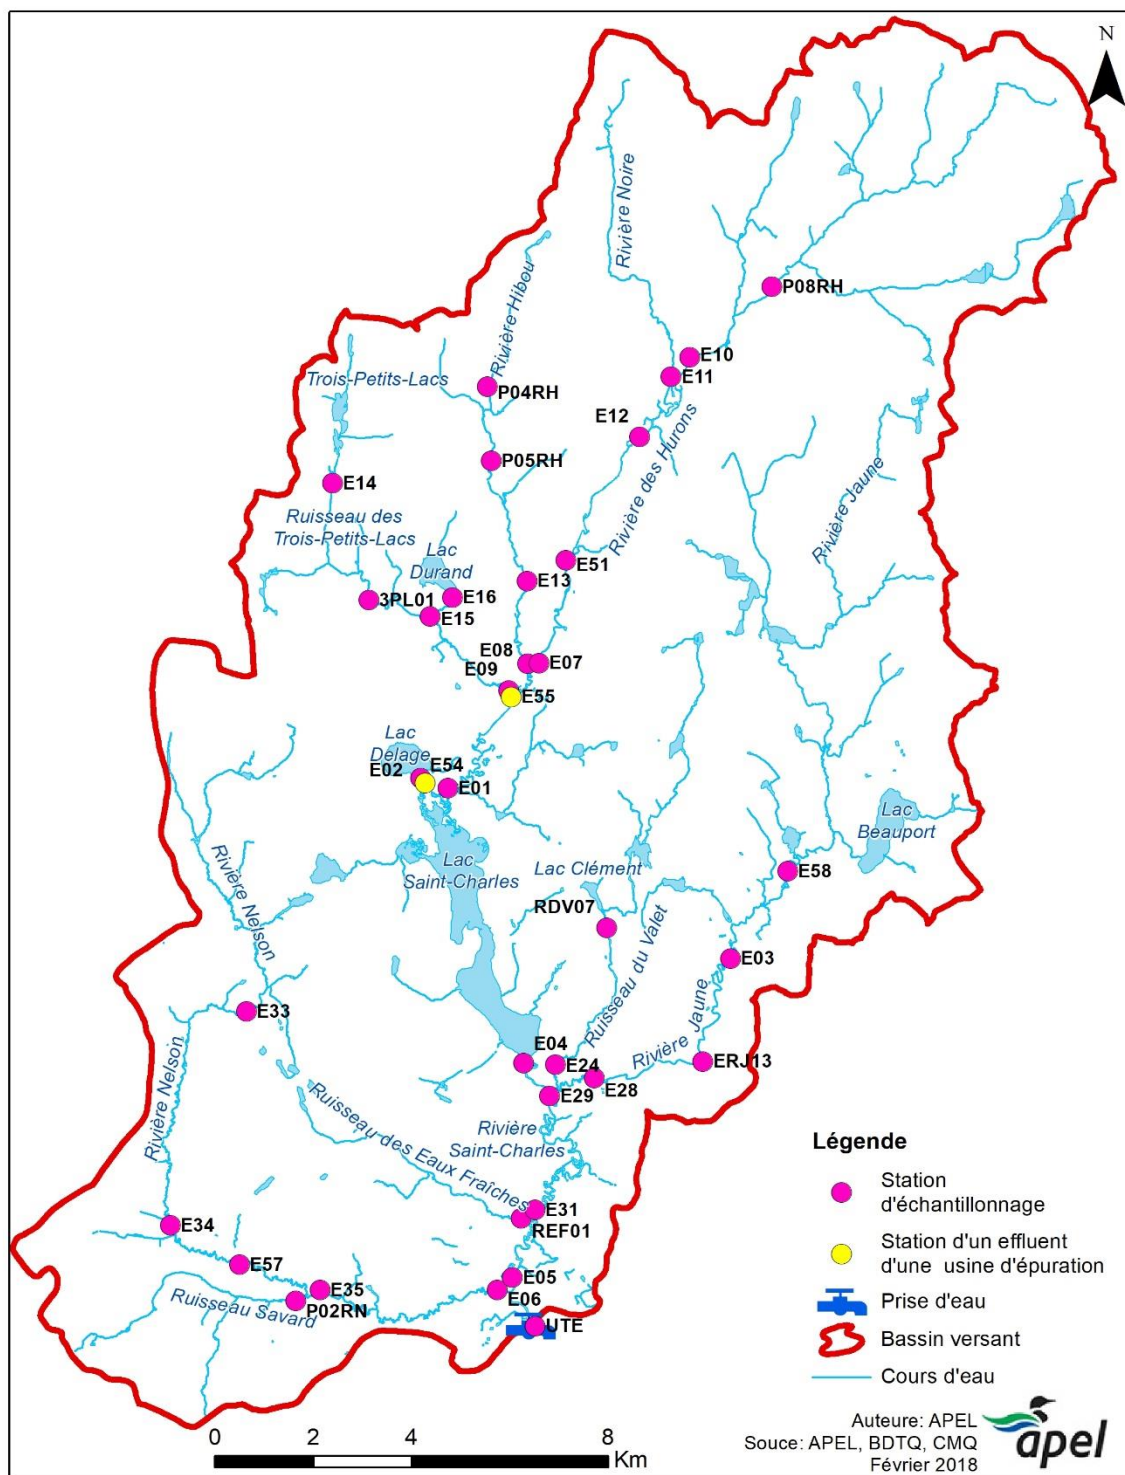 N
Rivière Noire
Rivière Hibou
P08RH
Trois-Petits-Lacs
E10
E11
P04RH
E12
Rivière des Hurons
P05RH
Rivière Jaune
E14
Ruisseau des
Trois-Petits-Lacs
Lac
Durand
E51
E13
3PL01
E16
E15
E08
E07
E09
E55
Lac
Delage
E54
E02
E01
Lac
Beauport
Rivière Nelson
Lac
Saint-Charles
Lac Clément
E58
RDV07
Ruisseau du Valet
E03
Rivière Jaune
E33
E04
E24
ERJ13
E28
E29
Rivière Nelson
Ruisseau des Eaux Fraîches
Rivière
Saint-Charles
E31
REF01
E34
E57
E05
E35
E06
P02RN
Ruisseau Savard
UTE
Légende
Station
d'échantillonnage
Station d'un effluent
d'une usine d'épuration
Prise d'eau
Bassin versant
Cours d'eau
0 2 4 8
Km
Auteure: APEL
Souce: APEL, BDTQ, CMQ
Février 2018
apel